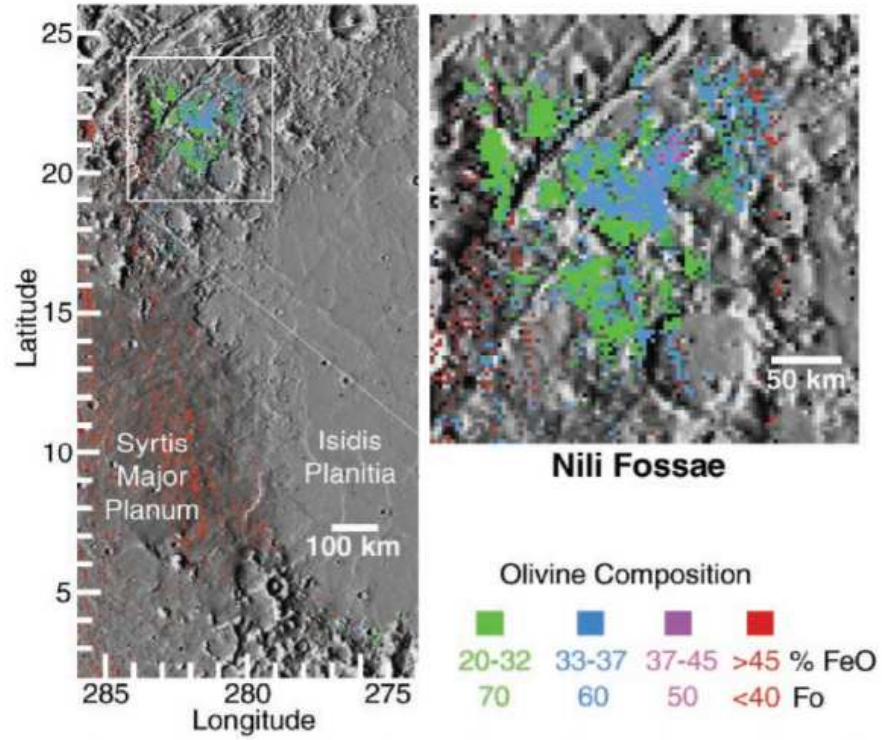 25
20
15
10
5
Latitude
285
280
275
Longitude
Syrtis
Major
Planum
Isidis
Planitia
100 km
50 km
Nili Fossae
Olivine Composition
20-32 33-37 37-45 >45 % FeO
70 60 50 <40 Fo